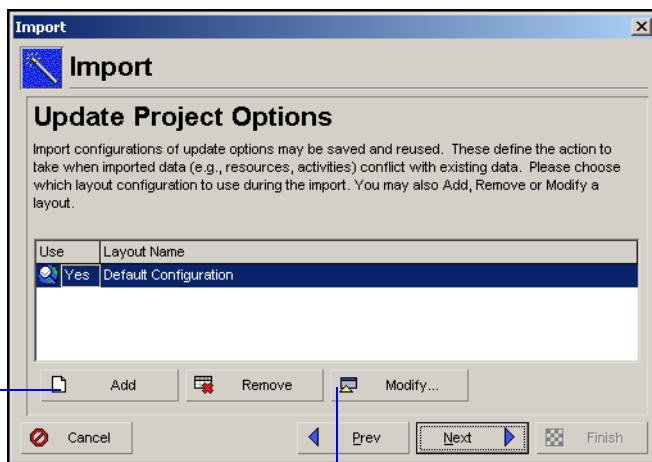 Import
Import
Update Project Options
Import configurations of update options may be saved and reused. These define the action to
take when imported data (e.g., resources, activities) conflict with existing data. Please choose
which layout configuration to use during the import. You may also Add, Remove or Modify a
layout.
Use Layout Name
Yes Default Configuration
Add Remove Modify...
Cancel Prev Next Finish